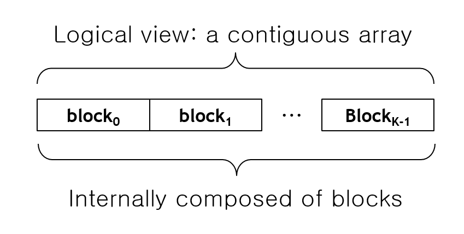 Logical view: a contiguous array
block0 block1 ... BlockK-1
Internally composed of blocks